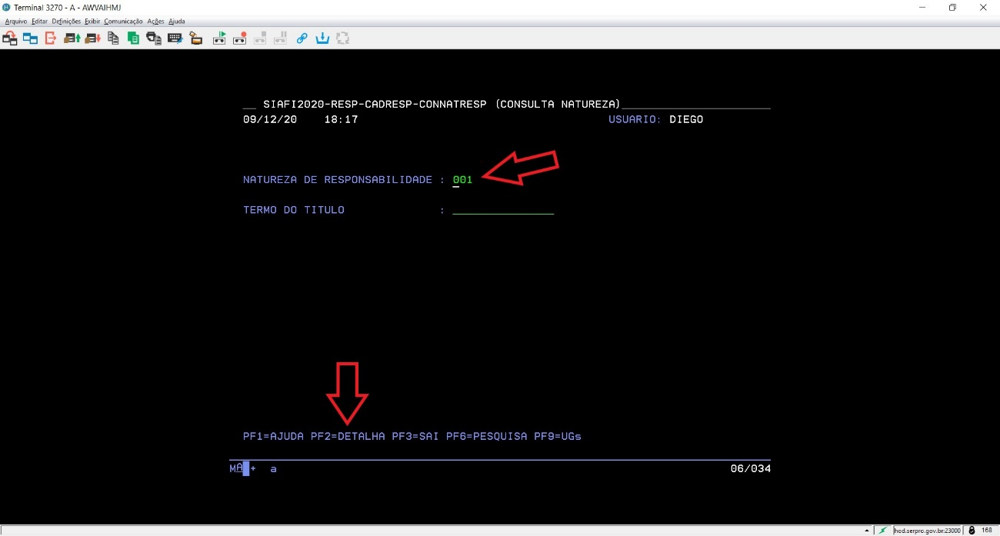 Terminal 3270 - A - AWVAIHMJ
Arquivo Editar Definições Exibir Comunicação Ações Ajuda
__ SIAFI2020-RESP-CADRESP-CONNATRESP (CONSULTA NATUREZA)______________________
09/12/20 18:17 USUARIO: DIEGO
NATUREZA DE RESPONSABILIDADE : 001
TERMO DO TITULO : _______________
PF1=AJUDA PF2=DETALHA PF3=SAI PF6=PESQUISA PF9=UGs
MA + a 06/034
hod.serpro.gov.br:23000 168